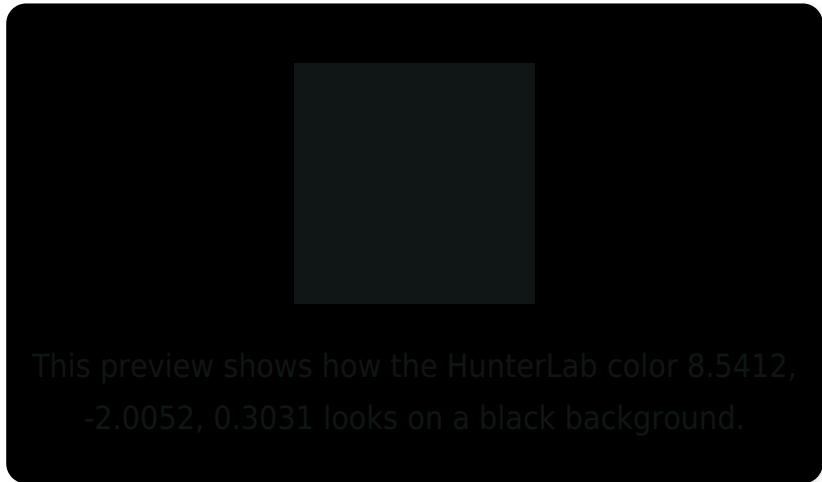 This preview shows how the HunterLab color 8.5412,
-2.0052, 0.3031 looks on a black background.